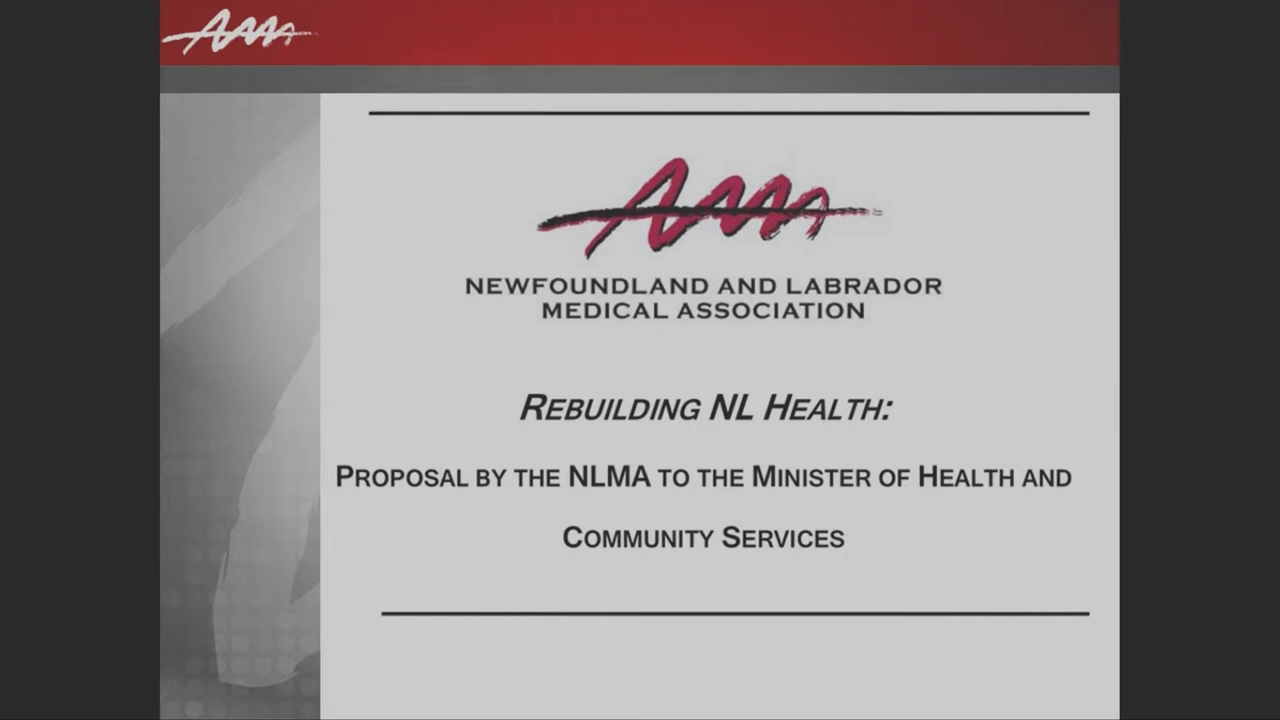 NEWFOUNDLAND AND LABRADOR
MEDICAL ASSOCIATION
REBUILDING NL HEALTH:
PROPOSAL BY THE NLMA TO THE MINISTER OF HEALTH AND
COMMUNITY SERVICES